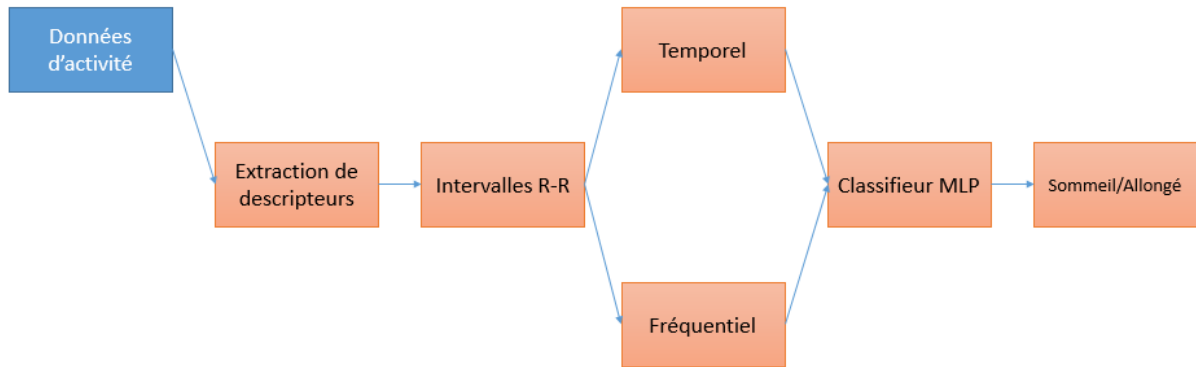 Données
d'activité
Extraction de
descripteurs
Intervalles R-R
Temporel
Fréquentiel
Classifieur MLP
Sommeil/Allongé